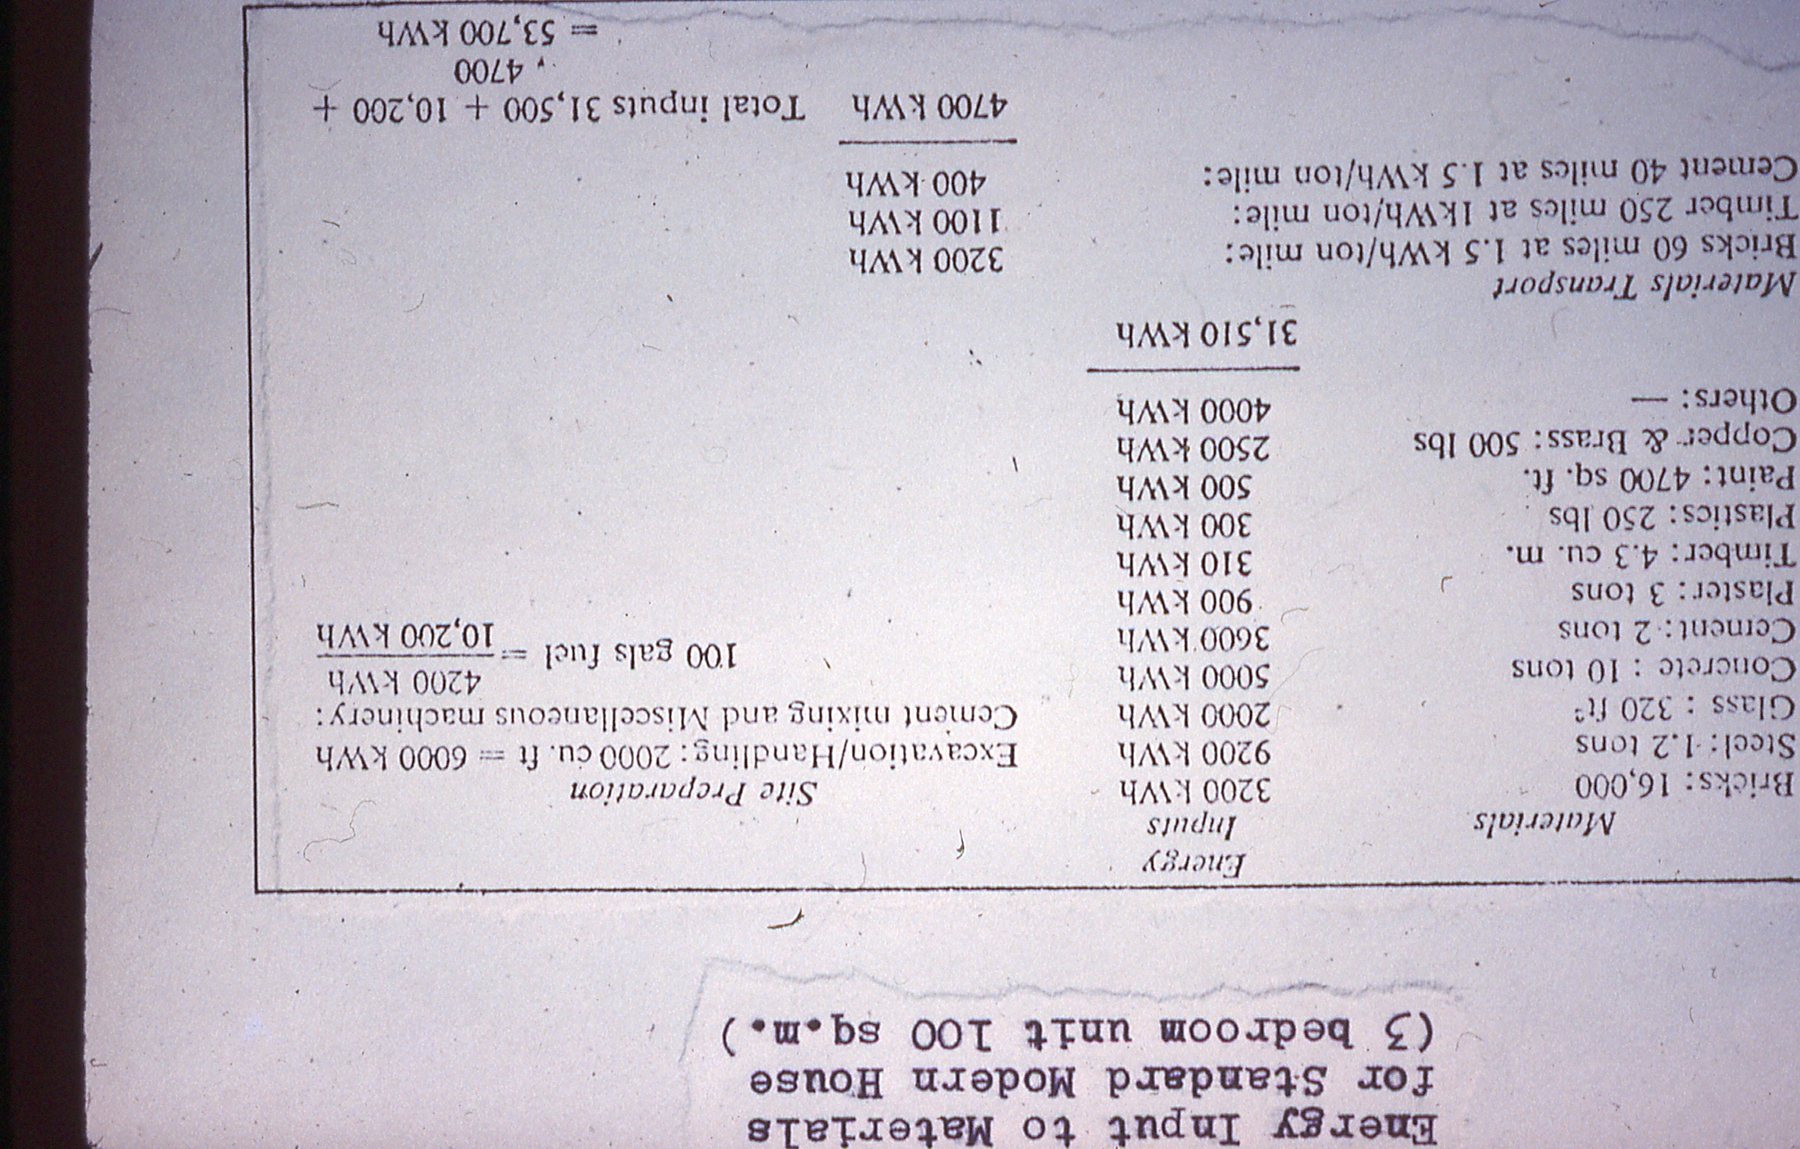 Energy Input to Materials
for Standard Modern House
(3 bedroom unit 100 sq.m.)
Materials
Energy
Inputs
Bricks: 16,000 3200 kWh
Steel: 1.2 tons 9200 kWh
Glass : 320 ft² 2000 kWh
Concrete : 10 tons 5000 kWh
Cement: 2 tons 3600 kWh
Plaster: 3 tons 900 kWh
Timber: 4.3 cu. m. 310 kWh
Plastics: 250 lbs 300 kWh
Paint: 4700 sq. ft. 500 kWh
Copper & Brass: 500 lbs 2500 kWh
Others: — 4000 kWh
31,510 kWh
Materials Transport
Bricks 60 miles at 1.5 kWh/ton/mile: 3200 kWh
Timber 250 miles at 1kWh/ton mile: 1100 kWh
Cement 40 miles at 1.5 kWh/ton mile: 400 kWh
4700 kWh
Site Preparation
Excavation/Handling: 2000 cu. ft = 6000 kWh
Cement mixing and Miscellaneous machinery:
4200 kWh
100 gals fuel = 10,200 kWh
Total inputs 31,500 + 10,200 +
4700
= 53,700 kWh